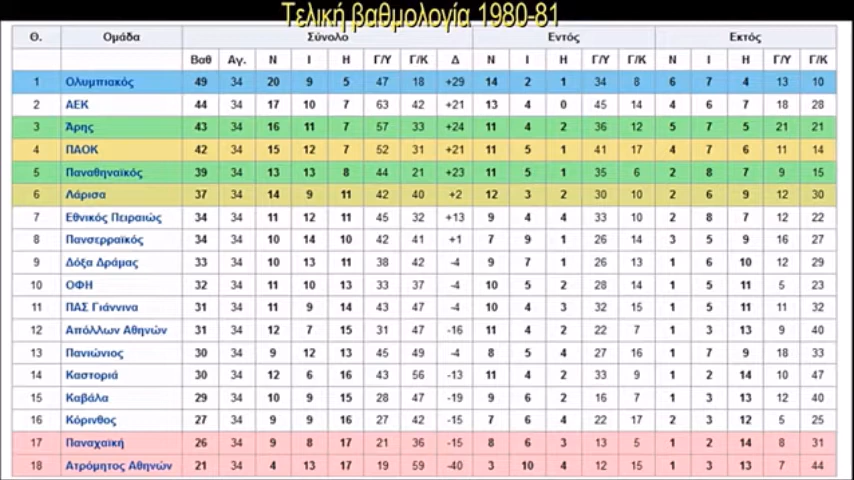 Τελική βαθμολογία 1980-81
Θ. Ομάδα Σύνολο Εντός Εκτός
Βαθ Αγ. Ν Ι Η Γ/Υ Γ/Κ Δ Ν Ι Η Γ/Υ Γ/Κ Ν Ι Η Γ/Υ Γ/Κ
1 Ολυμπιακός 49 34 20 9 5 47 18 +29 14 2 1 34 8 6 7 4 13 10
2 ΑΕΚ 44 34 17 10 7 63 42 +21 13 4 0 45 14 4 6 7 18 28
3 Άρης 43 34 16 11 7 57 33 +24 11 4 2 36 12 5 7 5 21 21
4 ΠΑΟΚ 42 34 15 12 7 52 31 +21 11 5 1 41 17 4 7 6 11 14
5 Παναθηναϊκός 39 34 13 13 8 44 21 +23 11 5 1 35 6 2 8 7 9 15
6 Λάρισα 37 34 14 9 11 42 40 +2 12 3 2 30 10 2 6 9 12 30
7 Εθνικός Πειραιώς 34 34 11 12 11 45 32 +13 9 4 4 33 10 2 8 7 12 22
8 Πανσερραϊκός 34 34 10 14 10 42 41 +1 7 9 1 26 14 3 5 9 16 27
9 Δόξα Δράμας 33 34 10 13 11 38 42 -4 9 7 1 26 13 1 6 10 12 29
10 ΟΦΗ 32 34 11 10 13 33 37 -4 10 5 2 28 14 1 5 11 5 23
11 ΠΑΣ Γιάννινα 31 34 11 9 14 43 47 -4 10 4 3 32 15 1 5 11 11 32
12 Απόλλων Αθηνών 31 34 12 7 15 31 47 -16 11 4 2 22 7 1 3 13 9 40
13 Πανιώνιος 30 34 9 12 13 45 49 -4 8 5 4 27 16 1 7 9 18 33
14 Καστοριά 30 34 12 6 16 43 56 -13 11 4 2 33 9 1 2 14 10 47
15 Καβάλα 29 34 10 9 15 28 47 -19 9 6 2 16 7 1 3 13 12 40
16 Κόρινθος 27 34 9 9 16 27 42 -15 7 6 4 22 17 2 3 12 5 25
17 Παναχαϊκή 26 34 9 8 17 21 36 -15 8 6 3 13 5 1 2 14 8 31
18 Ατρόμητος Αθηνών 21 34 4 13 17 19 59 -40 3 10 4 12 15 1 3 13 7 44